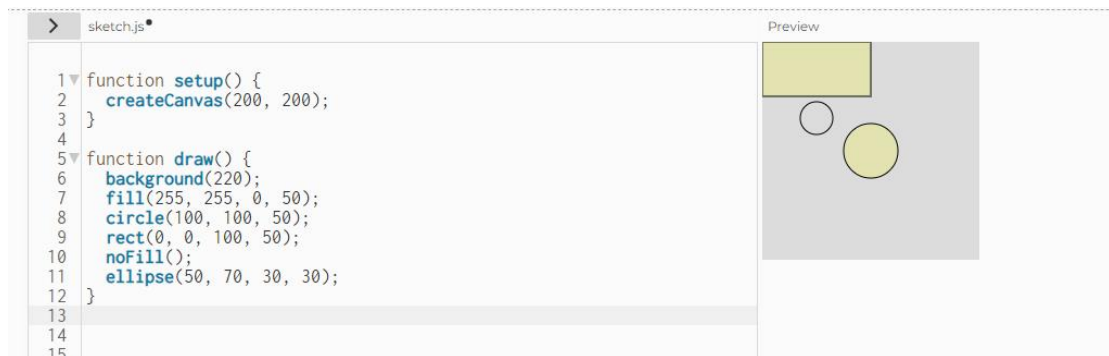 sketch.js
Preview
1 function setup() {
2 createCanvas(200, 200);
3 }
4
5 function draw() {
6 background(220);
7 fill(255, 255, 0, 50);
8 circle(100, 100, 50);
9 rect(0, 0, 100, 50);
10 noFill();
11 ellipse(50, 70, 30, 30);
12 }
13
14
15